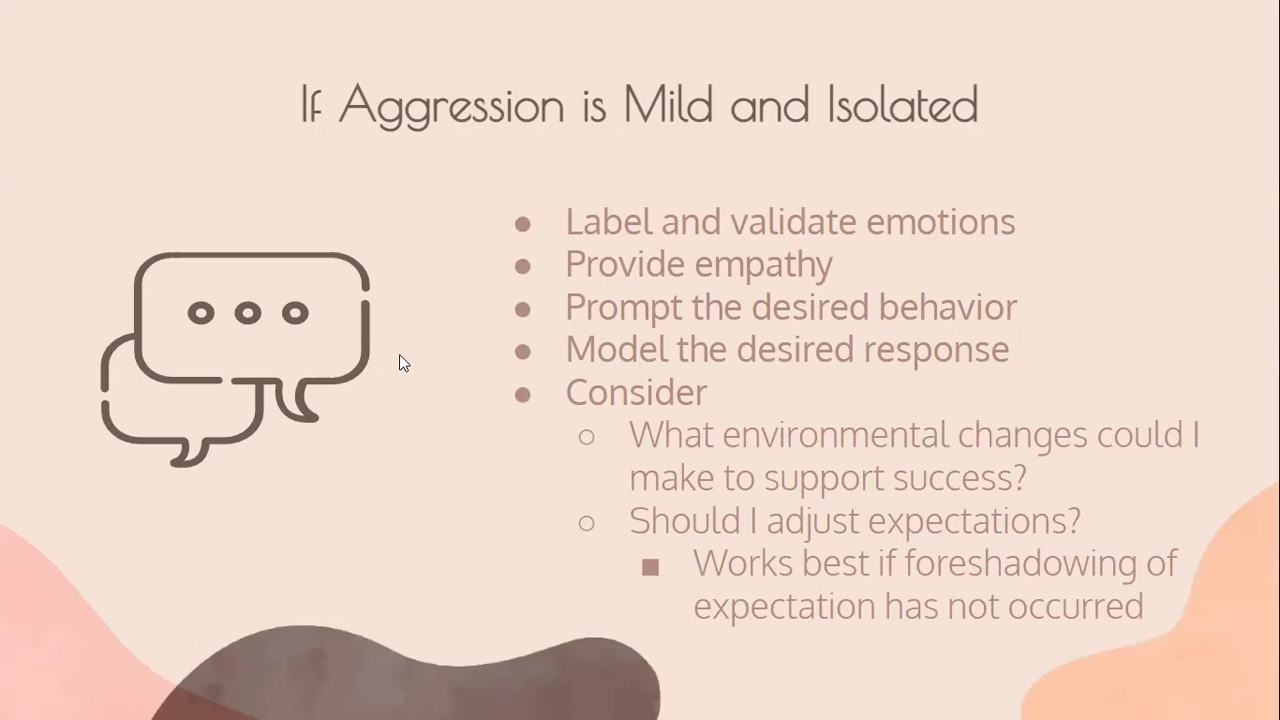 If Aggression is Mild and Isolated
● Label and validate emotions
● Provide empathy
● Prompt the desired behavior
● Model the desired response
● Consider
○ What environmental changes could I
make to support success?
○ Should I adjust expectations?
■ Works best if foreshadowing of
expectation has not occurred